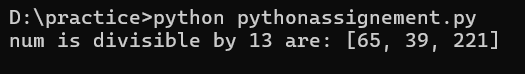 D:\practice>python pythonassignement.py
num is divisible by 13 are: [65, 39, 221]